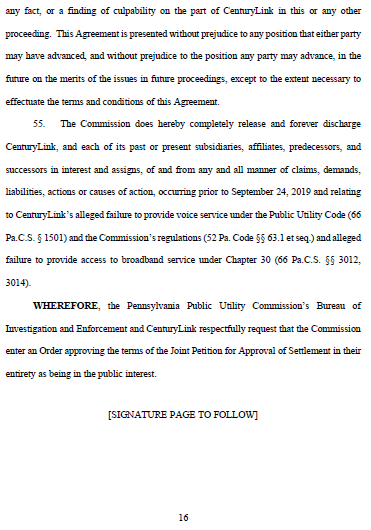 any fact, or a finding of culpability on the part of CenturyLink in this or any other
proceeding. This Agreement is presented without prejudice to any position that either party
may have advanced, and without prejudice to the position any party may advance, in the
future on the merits of the issues in future proceedings, except to the extent necessary to
effectuate the terms and conditions of this Agreement.
55. The Commission does hereby completely release and forever discharge
CenturyLink, and each of its past or present subsidiaries, affiliates, predecessors, and
successors in interest and assigns, of and from any and all manner of claims, demands,
liabilities, actions or causes of action, occurring prior to September 24, 2019 and relating
to CenturyLink's alleged failure to provide voice service under the Public Utility Code (66
Pa.C.S. § 1501) and the Commission's regulations (52 Pa. Code §§ 63.1 et seq.) and alleged
failure to provide access to broadband service under Chapter 30 (66 Pa.C.S. §§ 3012,
3014).
WHEREFORE, the Pennsylvania Public Utility Commission's Bureau of
Investigation and Enforcement and CenturyLink respectfully request that the Commission
enter an Order approving the terms of the Joint Petition for Approval of Settlement in their
entirety as being in the public interest.
[SIGNATURE PAGE TO FOLLOW]
16